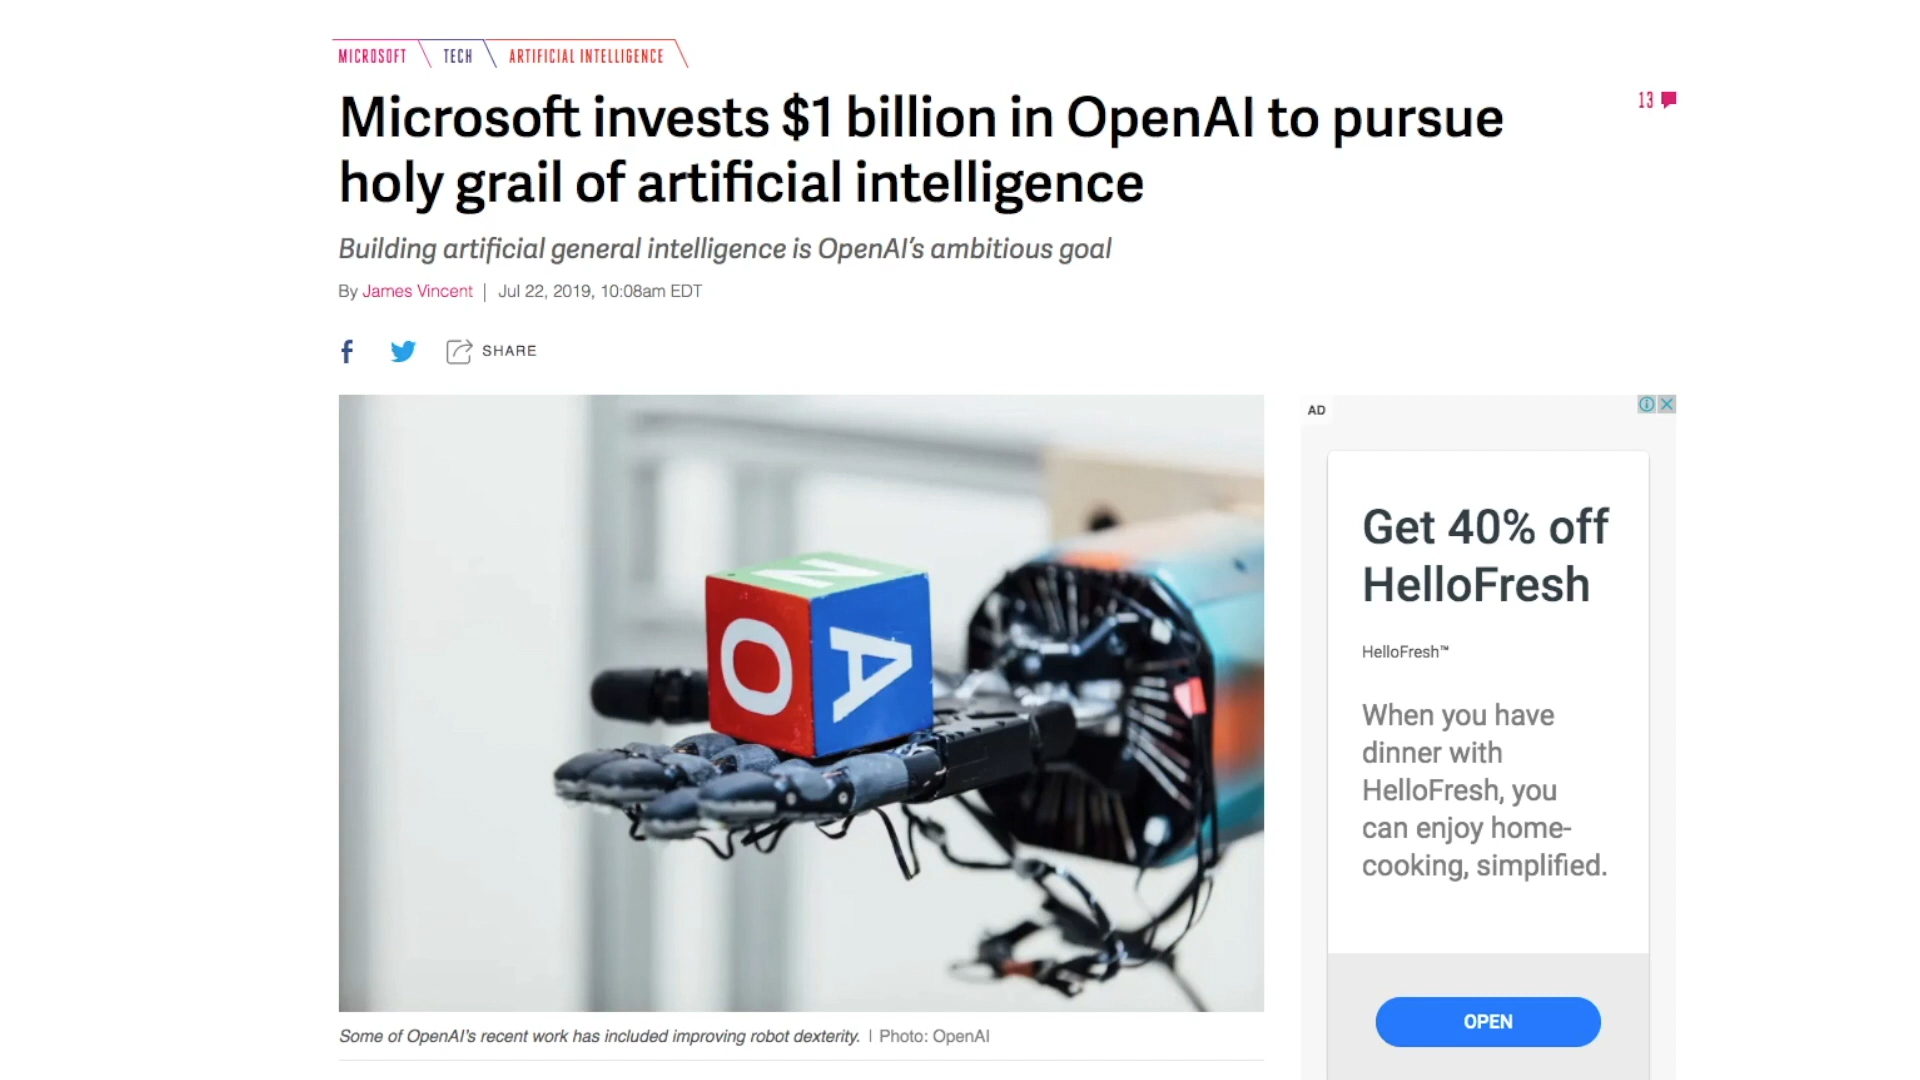 MICROSOFT
TECH
ARTIFICIAL INTELLIGENCE
Microsoft invests $1 billion in OpenAI to pursue
holy grail of artificial intelligence
13
Building artificial general intelligence is OpenAI's ambitious goal
By James Vincent | Jul 22, 2019, 10:08am EDT
f
SHARE
N
O
A
Some of OpenAI's recent work has included improving robot dexterity. | Photo: OpenAI
AD
Get 40% off
HelloFresh
HelloFresh™
When you have
dinner with
HelloFresh, you
can enjoy home-
cooking, simplified.
OPEN